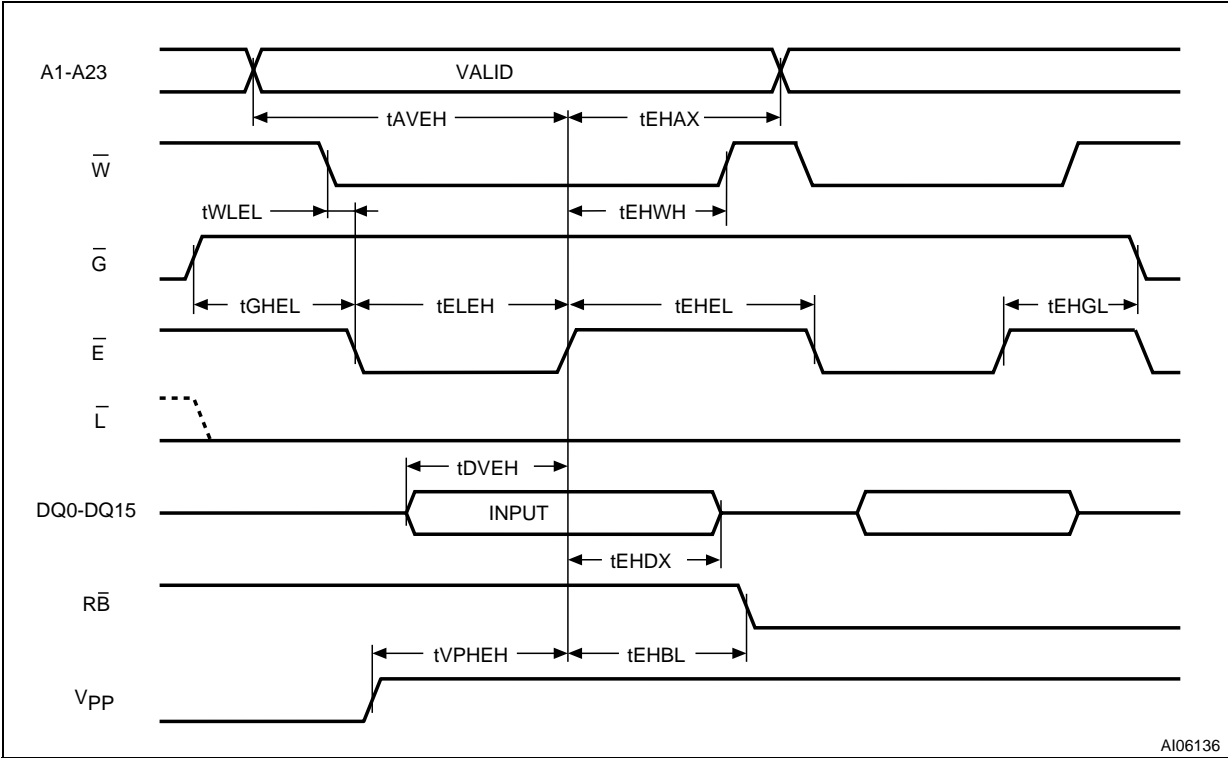 A1-A23
VALID
tAVEH
tEHAX
W̅
tWLEL
tEHWH
G̅
tGHEL
tELEH
tEHEL
tEHGL
E̅
L̅
tDVEH
DQ0-DQ15
INPUT
tEHDX
RB̅
tVPHEH
tEHBL
VPP
AI06136